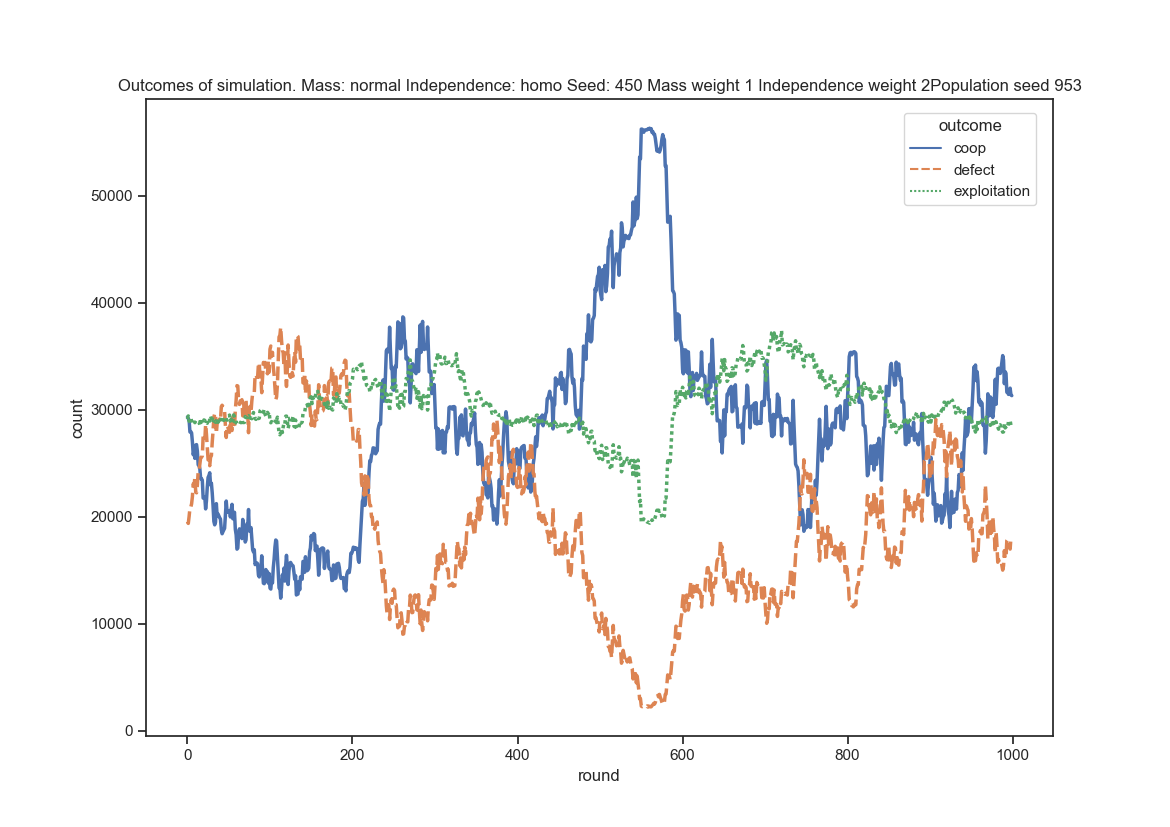 Outcomes of simulation. Mass: normal Independence: homo Seed: 450 Mass weight 1 Independence weight 2Population seed 953
outcome
coop
defect
exploitation
count
50000
40000
30000
20000
10000
0
0 200 400 600 800 1000
round